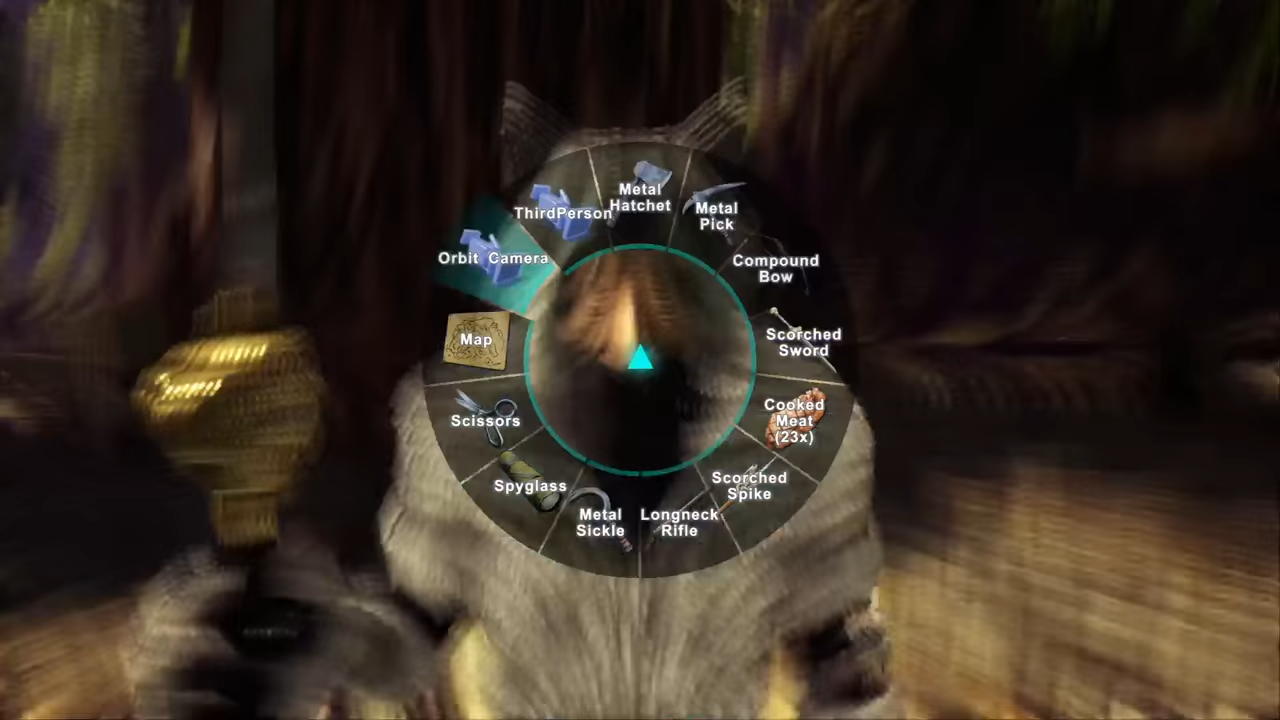 Metal
Hatchet
Metal
Pick
Compound
Bow
Scorched
Sword
Cooked
Meat
(23x)
Scorched
Spike
Longneck
Rifle
Metal
Sickle
Spyglass
Scissors
Map
Orbit Camera
ThirdPerson